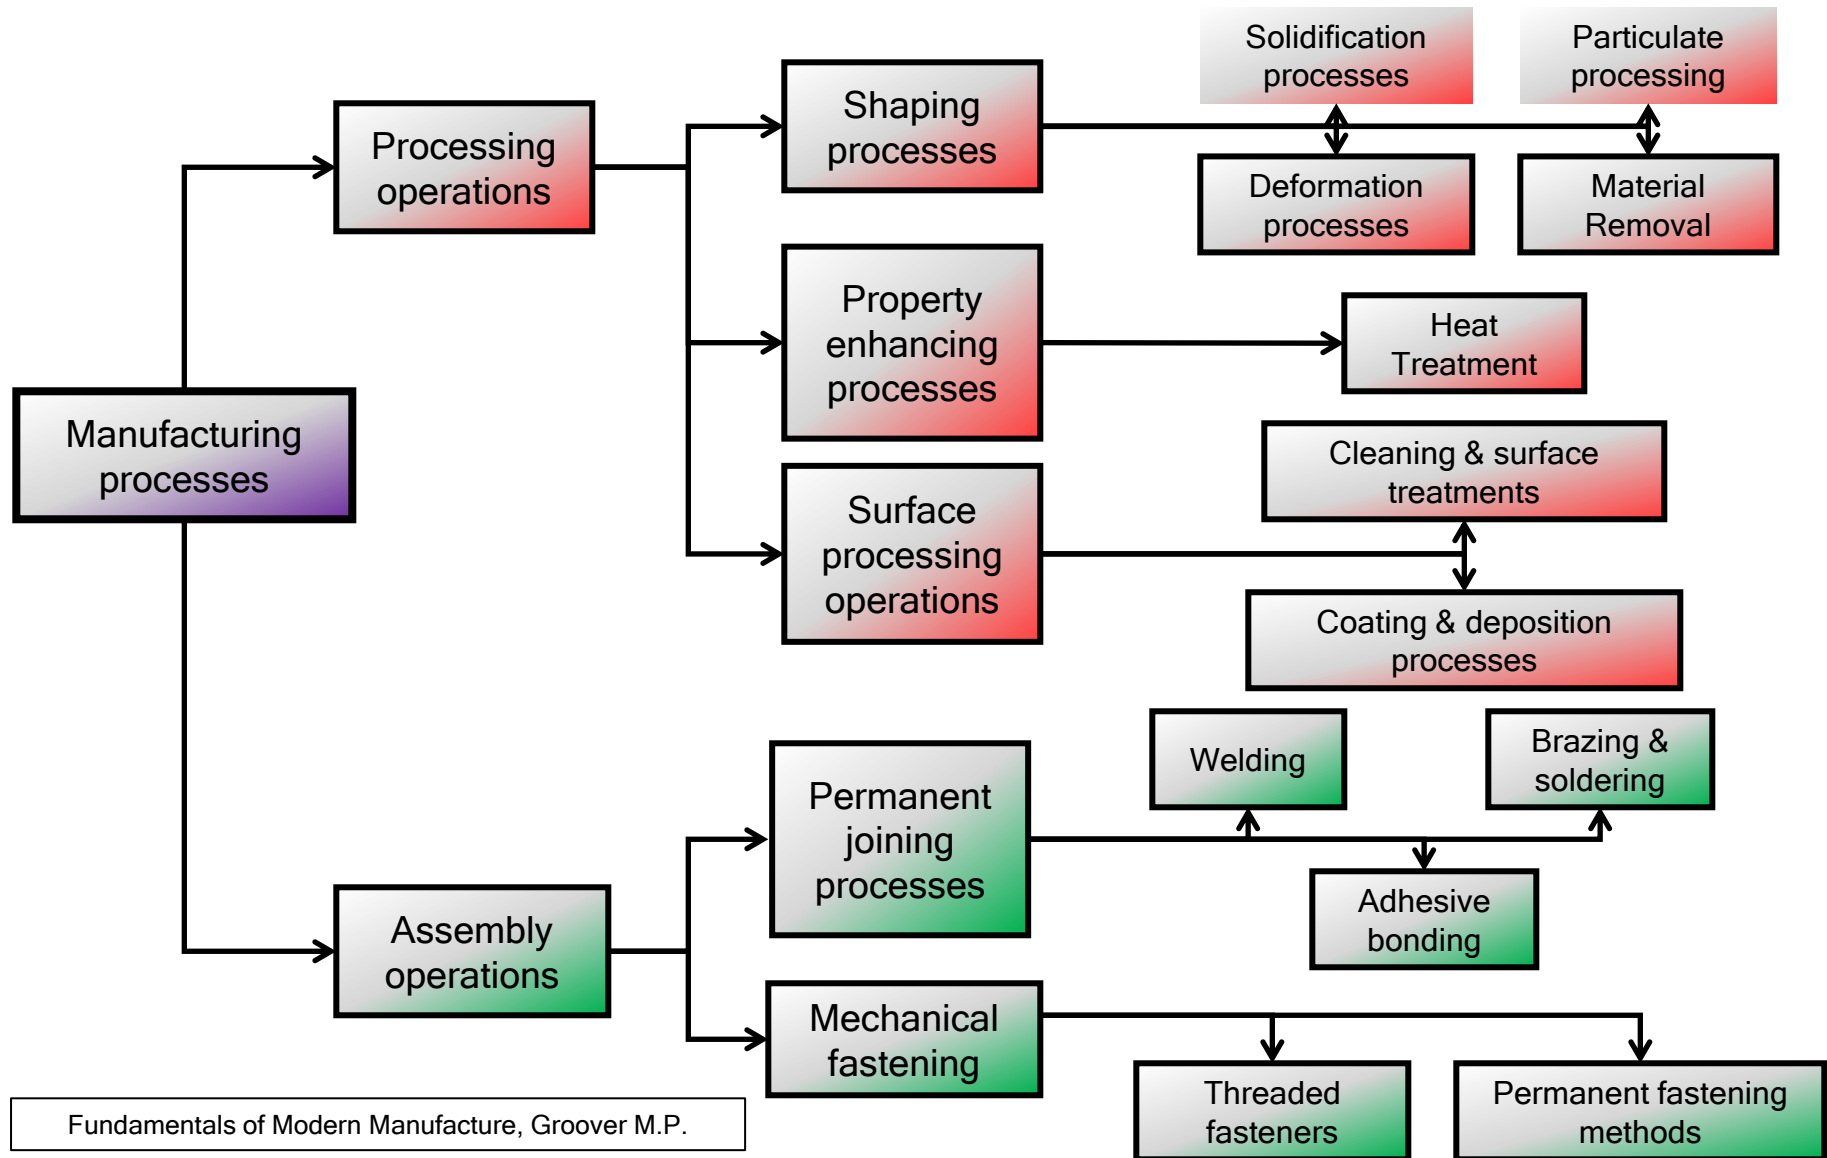 Solidification
processes
Particulate
processing
Shaping
processes
Processing
operations
Deformation
processes
Material
Removal
Property
enhancing
processes
Heat
Treatment
Manufacturing
processes
Cleaning & surface
treatments
Surface
processing
operations
Coating & deposition
processes
Welding
Brazing &
soldering
Permanent
joining
processes
Adhesive
bonding
Assembly
operations
Mechanical
fastening
Threaded
fasteners
Permanent fastening
methods
Fundamentals of Modern Manufacture, Groover M.P.